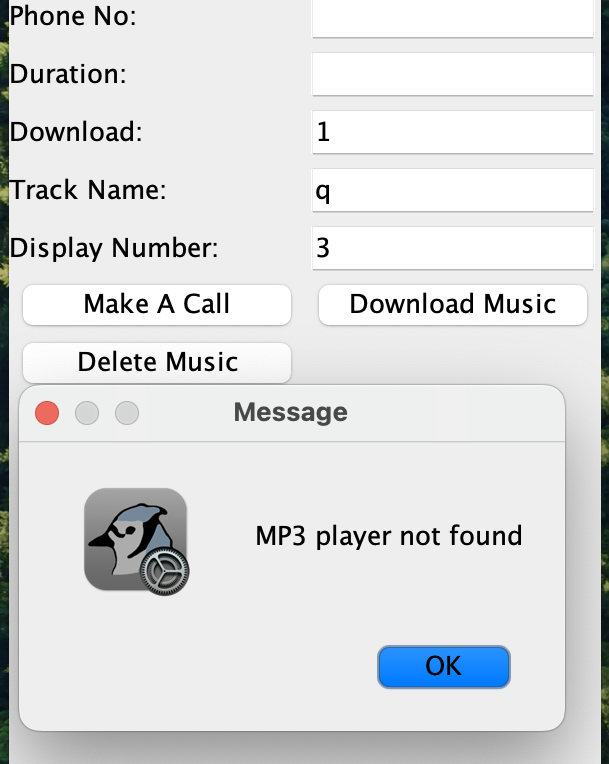 Phone No:
Duration:
Download: 1
Track Name: q
Display Number: 3
Make A Call Download Music
Delete Music
Message
MP3 player not found
OK